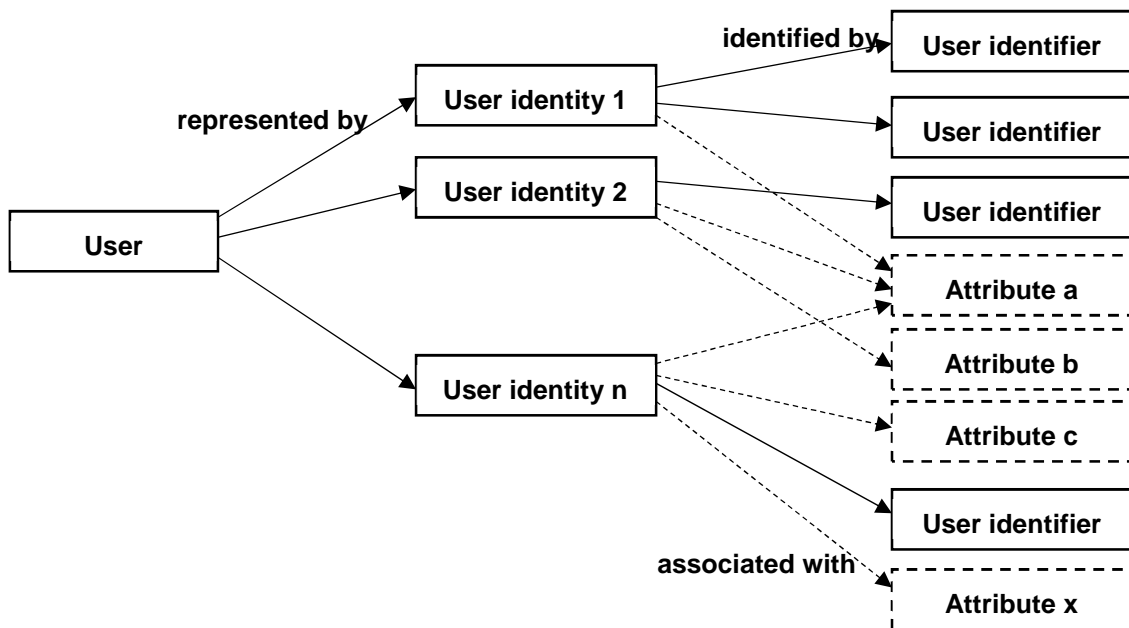 identified by
User identifier
User identity 1
represented by
User identifier
User identity 2
User identifier
User
Attribute a
User identity n
Attribute b
Attribute c
User identifier
associated with
Attribute x